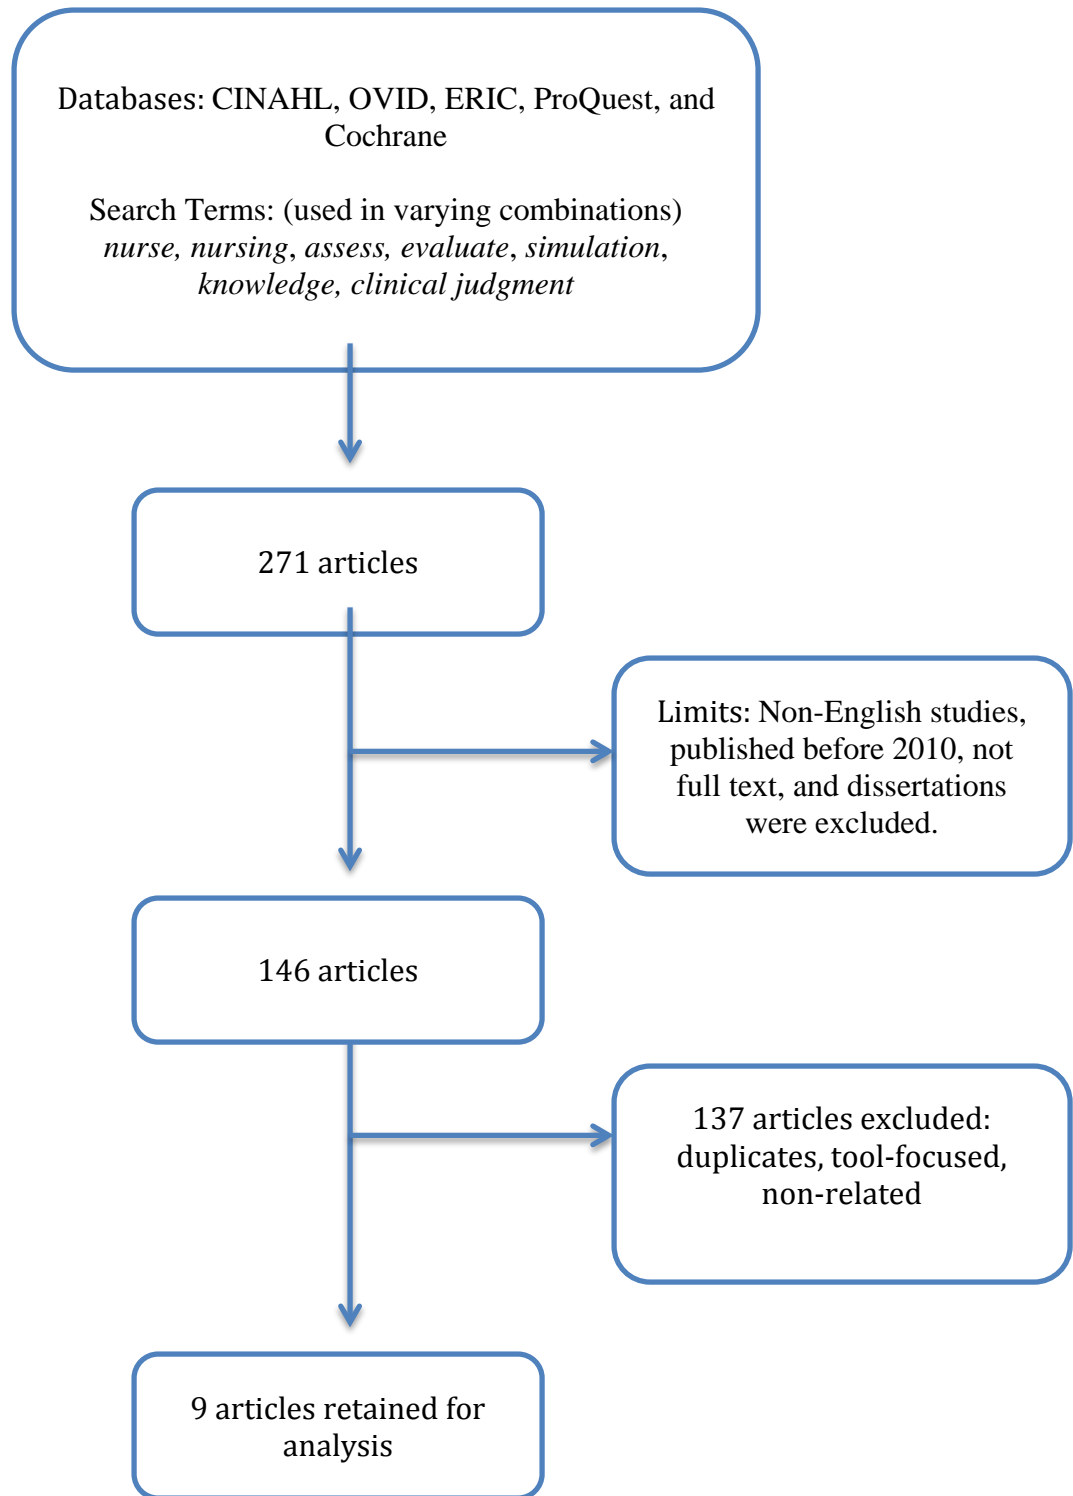 Databases: CINAHL, OVID, ERIC, ProQuest, and
Cochrane
Search Terms: (used in varying combinations)
nurse, nursing, assess, evaluate, simulation,
knowledge, clinical judgment
271 articles
Limits: Non-English studies,
published before 2010, not
full text, and dissertations
were excluded.
146 articles
137 articles excluded:
duplicates, tool-focused,
non-related
9 articles retained for
analysis